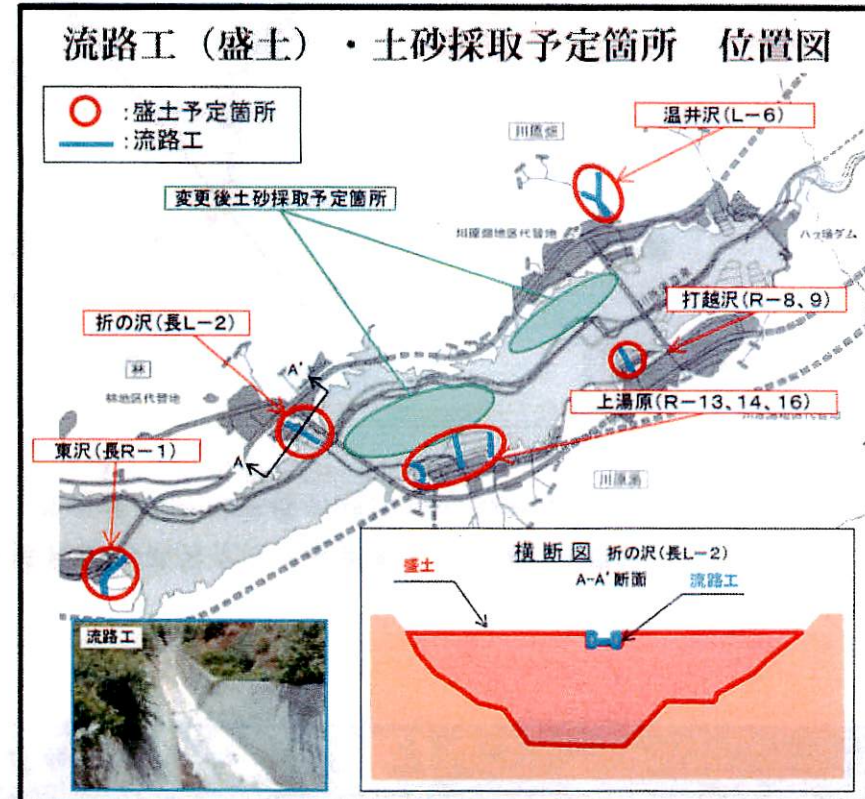 流路工（盛土）・土砂採取予定箇所　位置図
:盛土予定箇所
:流路工
温井沢(L-6)
川原畑
変更後土砂採取予定箇所
川原畑地区代替地
八ッ場ダム
打越沢(R-8、9)
折の沢(長L-2)
A'
林
林地区代替地
上湯原(R-13、14、16)
東沢(長R-1)
A
川原湯
横断図 折の沢(長L-2)
A-A'断面
盛土
流路工
流路工